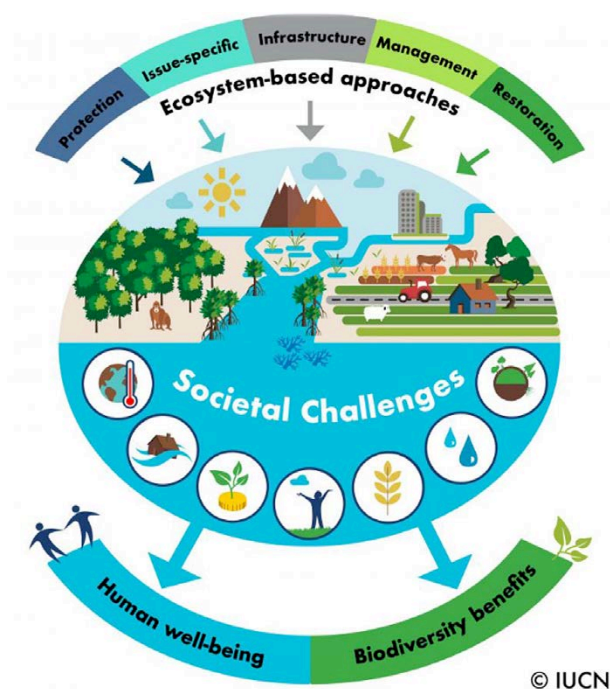 Protection
Issue-specific
Infrastructure
Management
Restoration
Ecosystem-based approaches
Societal Challenges
Human well-being
Biodiversity benefits
© IUCN